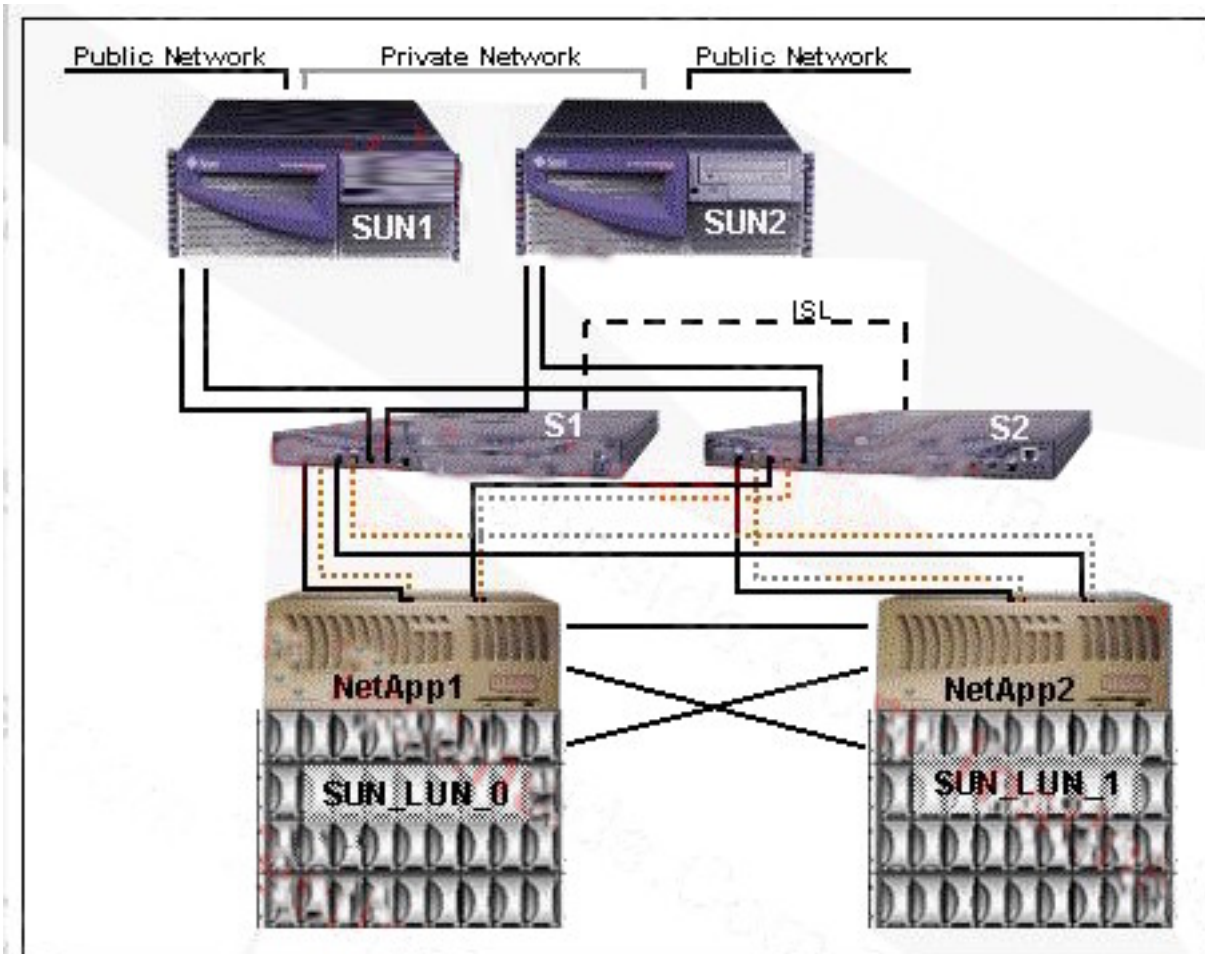 Public Network
Private Network
Public Network
SUN1
SUN2
ISL
S1
S2
NetApp1
NetApp2
SUN_LUN_0
SUN_LUN_1